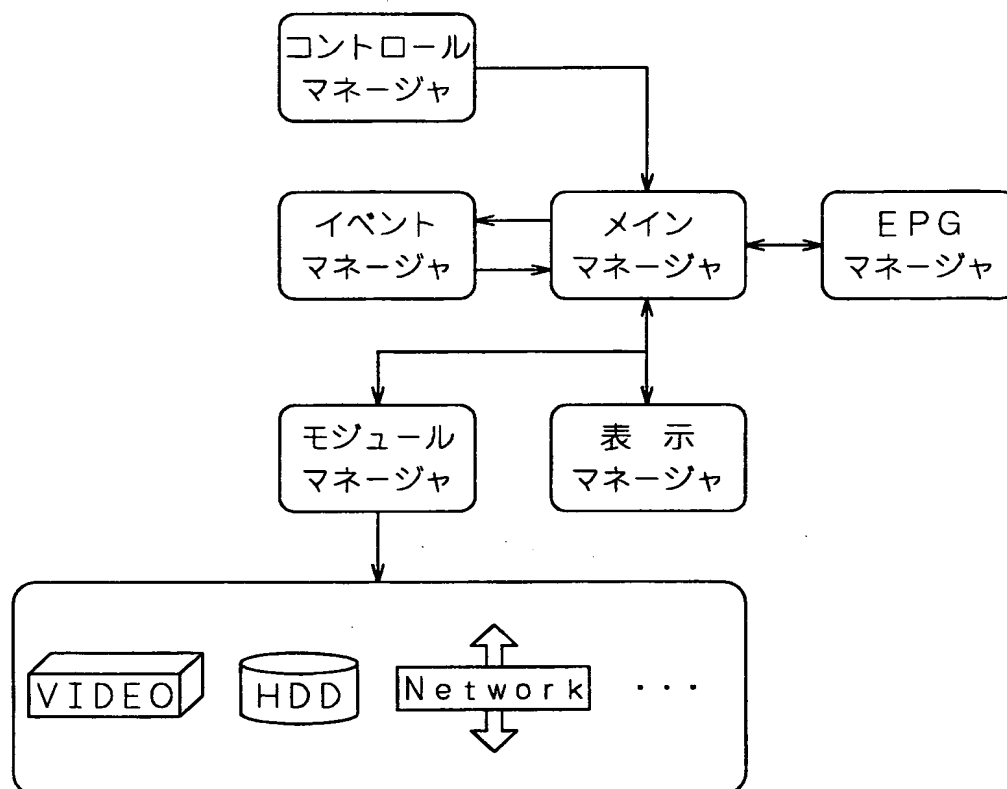 コントロール
マネージャ
イベント
マネージャ
メイン
マネージャ
EPG
マネージャ
モジュール
マネージャ
表示
マネージャ
VIDEO
HDD
Network
・・・